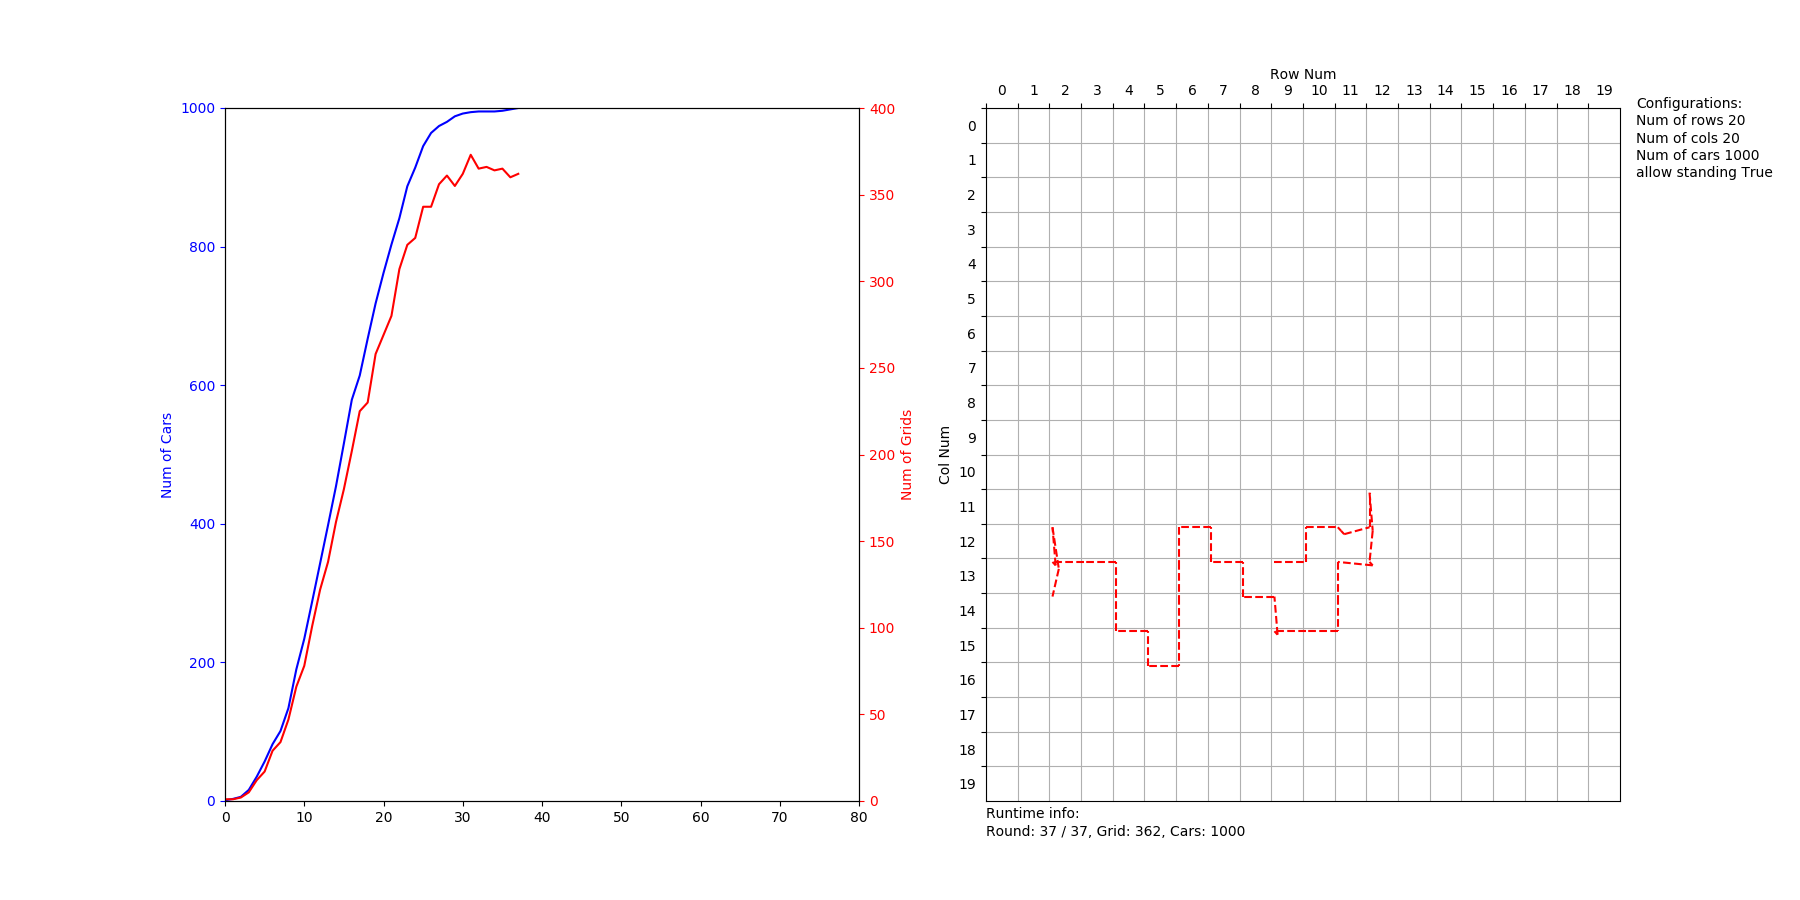 Row Num
0 1 2 3 4 5 6 7 8 9 10 11 12 13 14 15 16 17 18 19
Configurations:
Num of rows 20
Num of cols 20
Num of cars 1000
allow standing True
1000
800
600
400
200
0
Num of Cars
0 10 20 30 40 50 60 70 80
400
350
300
250
200
150
100
50
0
Num of Grids
Col Num
0
1
2
3
4
5
6
7
8
9
10
11
12
13
14
15
16
17
18
19
Runtime info:
Round: 37 / 37, Grid: 362, Cars: 1000